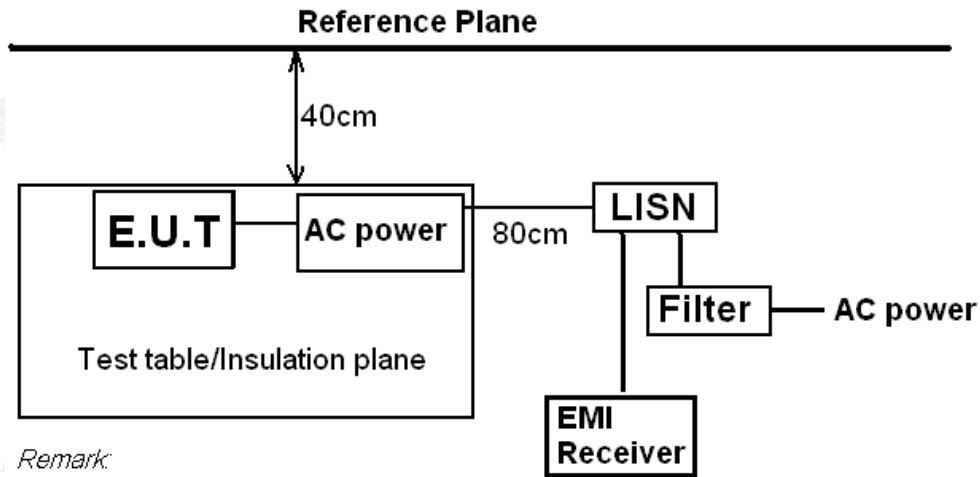 Reference Plane
40cm
E.U.T
AC power
80cm
LISN
Filter
AC power
Test table/Insulation plane
EMI
Receiver
Remark: